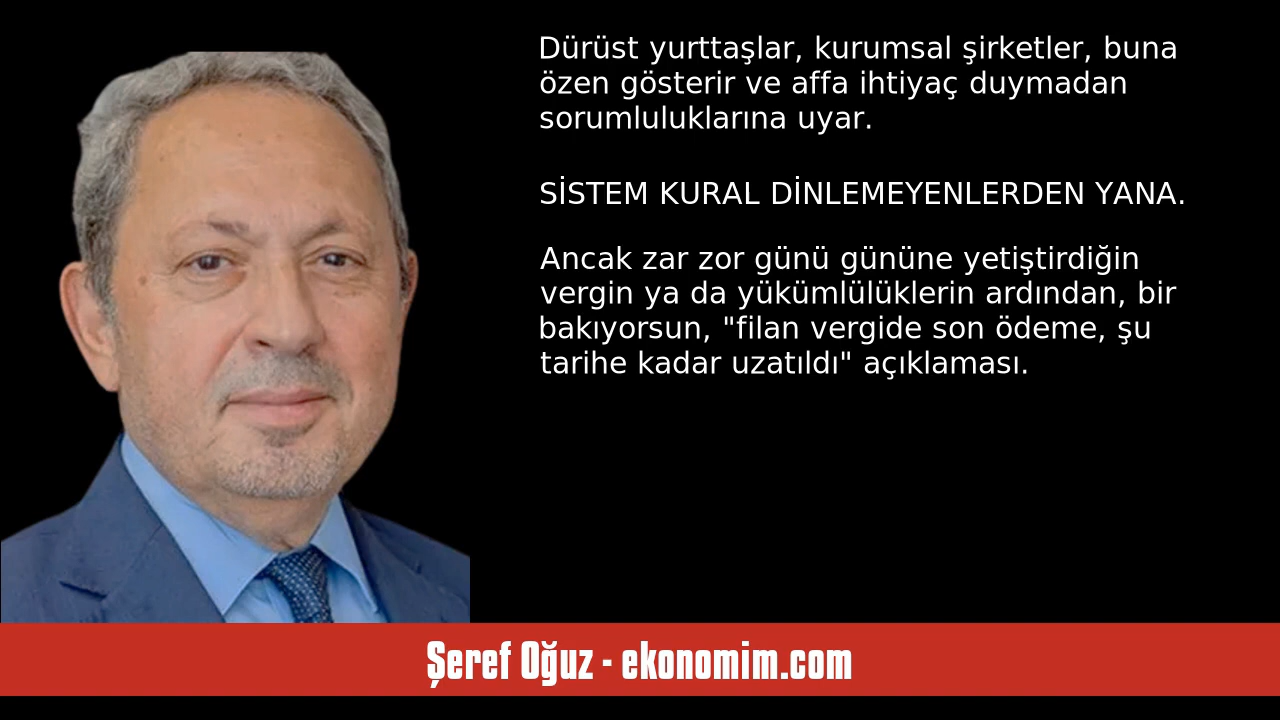 Dürüst yurttaşlar, kurumsal şirketler, buna
özen gösterir ve affa ihtiyaç duymadan
sorumluluklarına uyar.
SİSTEM KURAL DİNLEMEYENLERDEN YANA.
Ancak zar zor günü gününe yetiştirdiğin
vergin ya da yükümlülüklerin ardından, bir
bakıyorsun, "filan vergide son ödeme, şu
tarihe kadar uzatıldı" açıklaması.
Şeref Oğuz - ekonomim.com